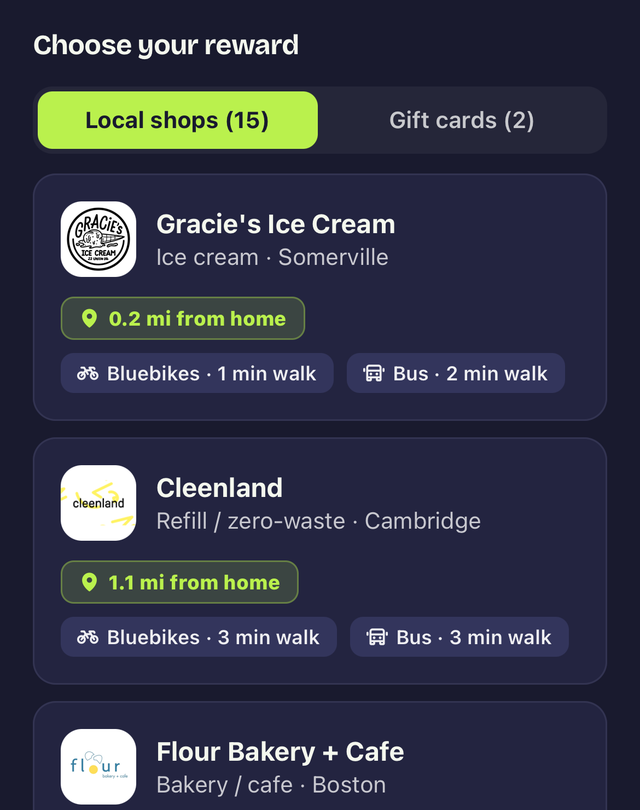 Choose your reward
Local shops (15)
Gift cards (2)
GRACIE'S
ICE CREAM
Gracie's Ice Cream
Ice cream · Somerville
0.2 mi from home
Bluebikes · 1 min walk
Bus · 2 min walk
cleenland
Cleenland
Refill / zero-waste · Cambridge
1.1 mi from home
Bluebikes · 3 min walk
Bus · 3 min walk
flour
bakery + cafe
Flour Bakery + Cafe
Bakery / cafe · Boston